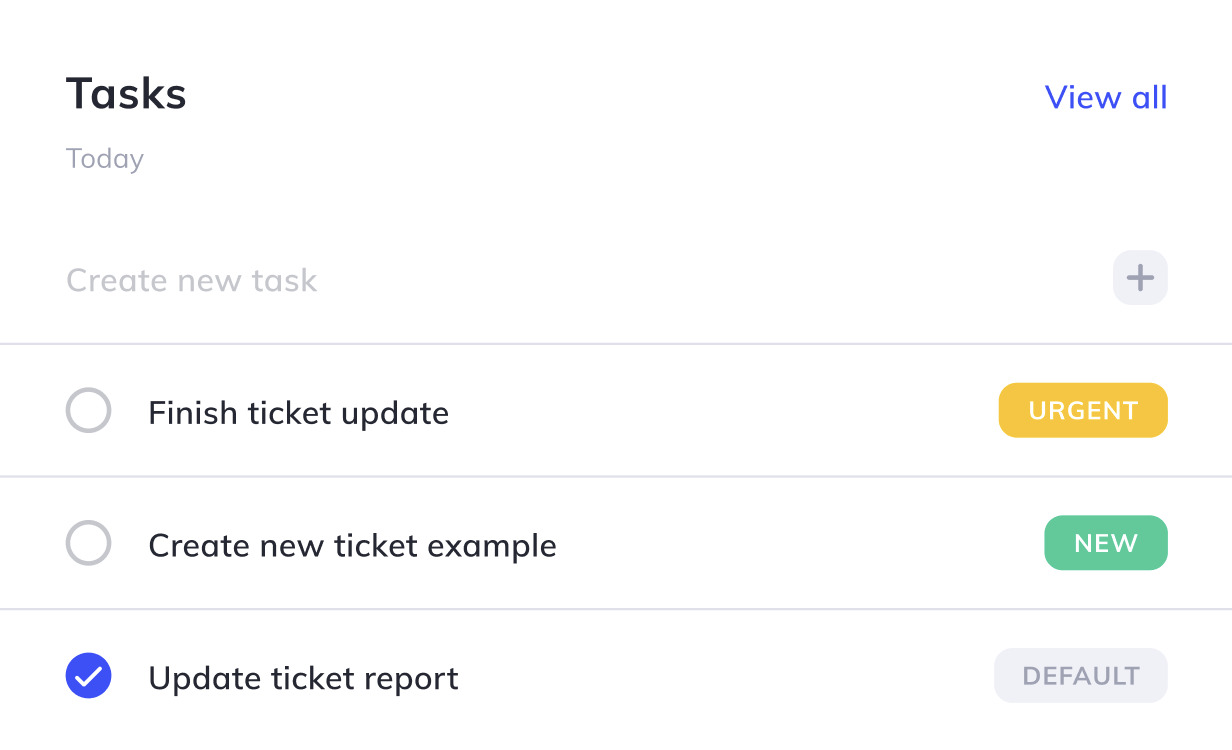 Tasks
View all
Today
Create new task
Finish ticket update
URGENT
Create new ticket example
NEW
Update ticket report
DEFAULT